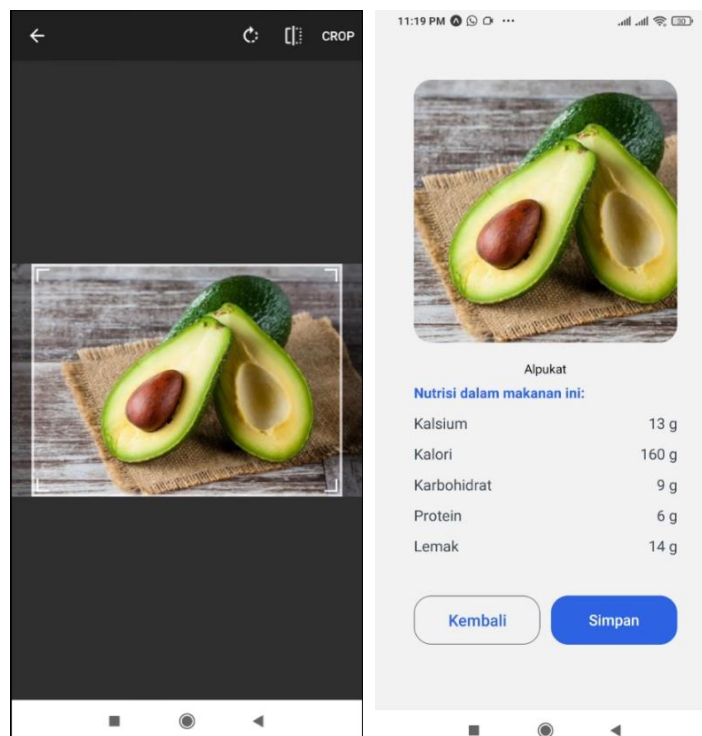 CROP
11:19 PM
30
Alpukat
Nutrisi dalam makanan ini:
Kalsium 13 g
Kalori 160 g
Karbohidrat 9 g
Protein 6 g
Lemak 14 g
Kembali Simpan